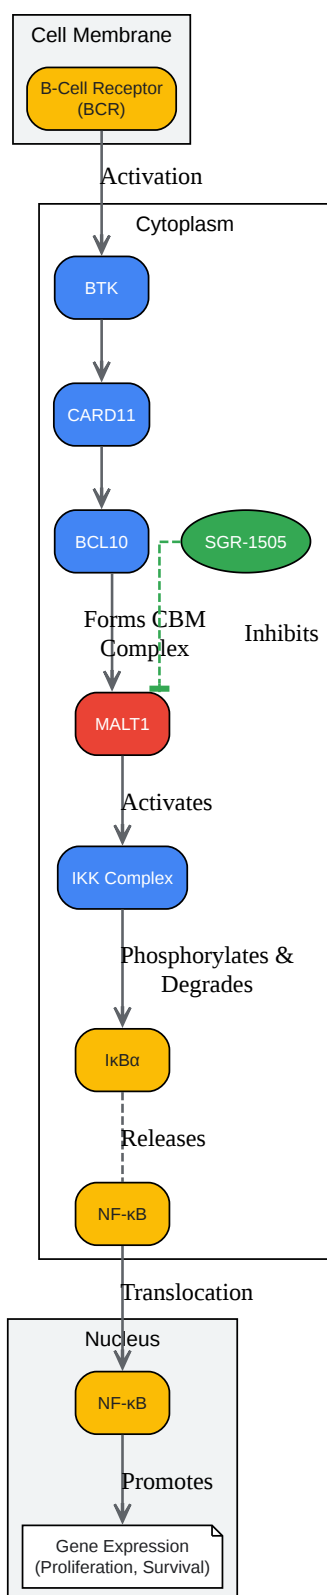 Cell Membrane
B-Cell Receptor
(BCR)
Activation
Cytoplasm
BTK
CARD11
BCL10
SGR-1505
Forms CBM
Complex
Inhibits
MALT1
Activates
IKK Complex
Phosphorylates &
Degrades
IκBα
Releases
NF-κB
Translocation
Nucleus
NF-κB
Promotes
Gene Expression
(Proliferation, Survival)